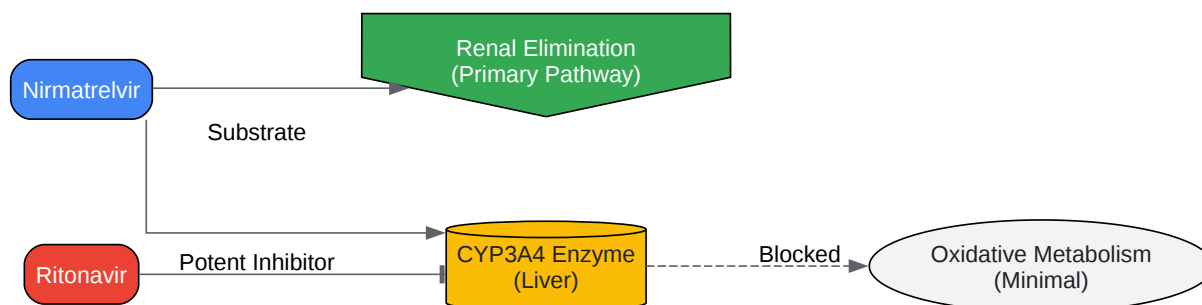 Renal Elimination
(Primary Pathway)
Nirmatrelvir
Substrate
CYP3A4 Enzyme
(Liver)
Blocked
Oxidative Metabolism
(Minimal)
Ritonavir
Potent Inhibitor